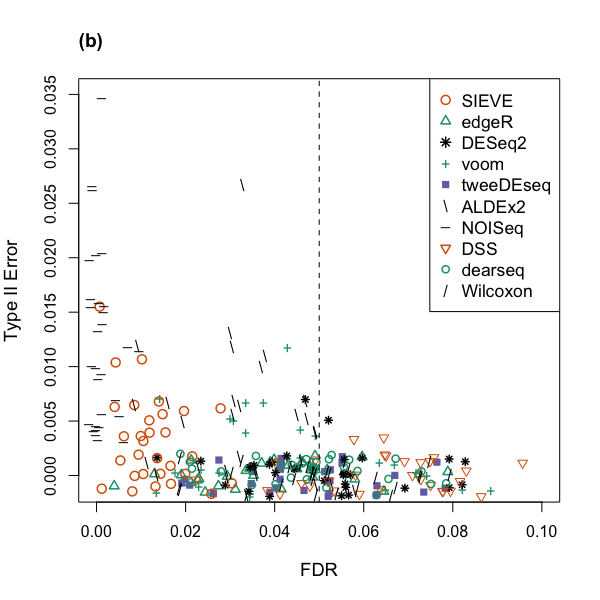 (b)
Type II Error
0.035
0.030
0.025
0.020
0.015
0.010
0.005
0.000
SIEVE
edgeR
DESeq2
voom
tweeDEseq
ALDEx2
NOISeq
DSS
dearseq
Wilcoxon
0.00 0.02 0.04 0.06 0.08 0.10
FDR